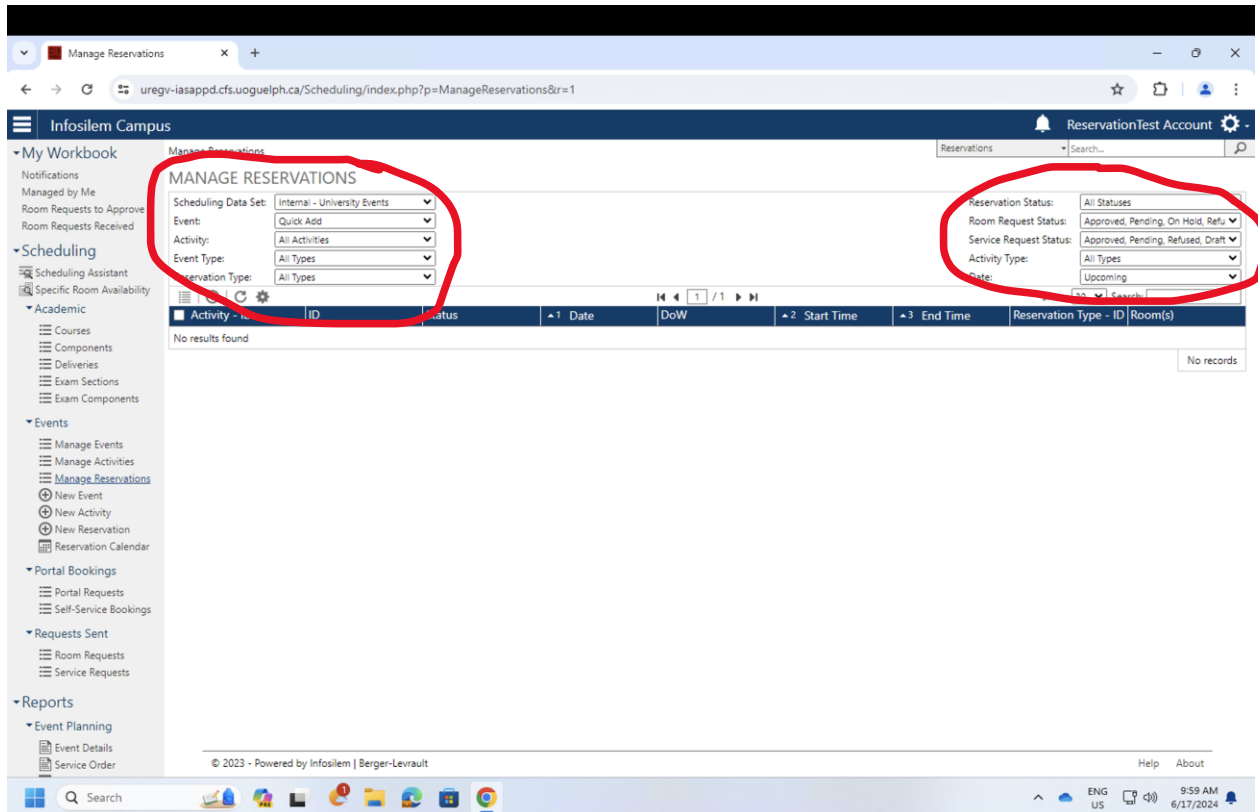 Manage Reservations
uregv-iasappd.cfs.uoguelph.ca/Scheduling/index.php?p=ManageReservations&r=1
Infosilem Campus
ReservationTest Account
My Workbook
Notifications
Managed by Me
Room Requests to Approve
Room Requests Received
Scheduling
Scheduling Assistant
Specific Room Availability
Academic
Courses
Components
Deliveries
Exam Sections
Exam Components
Events
Manage Events
Manage Activities
Manage Reservations
New Event
New Activity
New Reservation
Reservation Calendar
Portal Bookings
Portal Requests
Self-Service Bookings
Requests Sent
Room Requests
Service Requests
Reports
Event Planning
Event Details
Service Order
Manage Reservations
Reservations Search...
MANAGE RESERVATIONS
Scheduling Data Set: Internal - University Events
Event: Quick Add
Activity: All Activities
Event Type: All Types
Reservation Type: All Types
Reservation Status: All Statuses
Room Request Status: Approved, Pending, On Hold, Refu
Service Request Status: Approved, Pending, Refused, Draft
Activity Type: All Types
Date: Upcoming
1 / 1
Search:
Activity - ID Status 1 Date DoW 2 Start Time 3 End Time Reservation Type - ID Room(s)
No results found
No records
© 2023 - Powered by Infosilem | Berger-Levrault
Help About
Search
ENG
US
9:59 AM
6/17/2024